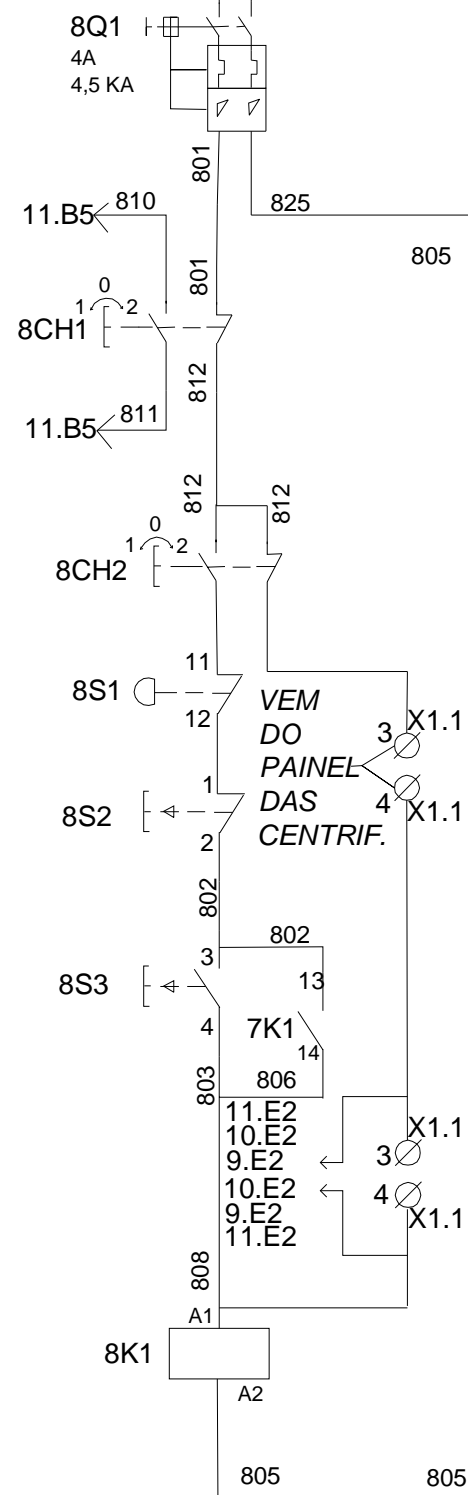 8Q1
4A
4,5 KA
801
825
810
11.B5
805
801
0
1 2
8CH1
812
811
11.B5
812
812
0
1 2
8CH2
11
8S1
12
VEM
DO
PAINEL
DAS
CENTRIF.
3 X1.1
4 X1.1
1
8S2
2
802
802
3
13
8S3
7K1
4
14
803
806
11.E2
10.E2
9.E2
10.E2
9.E2
11.E2
X1.1
3
4
X1.1
808
A1
8K1
A2
805
805